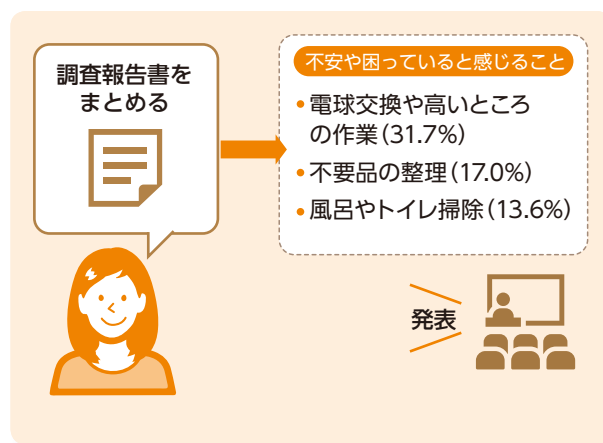 調査報告書を
まとめる
不安や困っていると感じること
•電球交換や高いところ
の作業(31.7%)
•不要品の整理(17.0%)
•風呂やトイレ掃除(13.6%)
発表